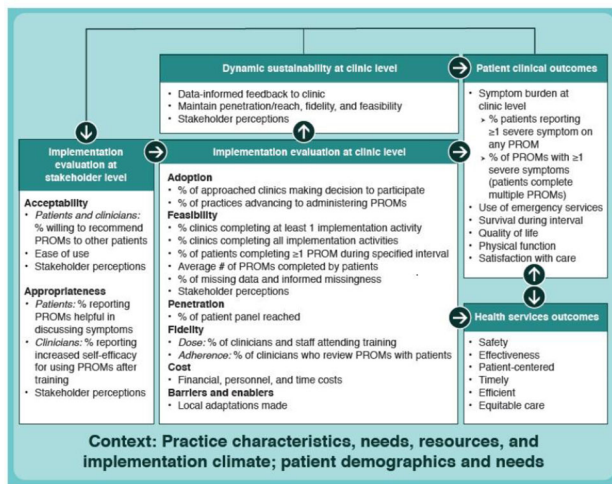 Dynamic sustainability at clinic level
• Data-informed feedback to clinic
• Maintain penetration/reach, fidelity, and feasibility
• Stakeholder perceptions
Patient clinical outcomes
• Symptom burden at
clinic level
➤ % patients reporting
≥1 severe symptom on
any PROM
➤ % of PROMs with ≥1
severe symptoms
(patients complete
multiple PROMs)
• Use of emergency services
• Survival during interval
• Quality of life
• Physical function
• Satisfaction with care
Implementation
evaluation at
stakeholder level
Acceptability
• Patients and clinicians:
% willing to recommend
PROMs to other patients
• Ease of use
• Stakeholder perceptions
Appropriateness
• Patients: % reporting
PROMs helpful in
discussing symptoms
• Clinicians: % reporting
increased self-efficacy
for using PROMs after
training
• Stakeholder perceptions
Implementation evaluation at clinic level
Adoption
• % of approached clinics making decision to participate
• % of practices advancing to administering PROMs
Feasibility
• % clinics completing at least 1 implementation activity
• % clinics completing all implementation activities
• % of patients completing ≥1 PROM during specified interval
• Average # of PROMs completed by patients
• % of missing data and informed missingness
• Stakeholder perceptions
Penetration
• % of patient panel reached
Fidelity
• Dose: % of clinicians and staff attending training
• Adherence: % of clinicians who review PROMs with patients
Cost
• Financial, personnel, and time costs
Barriers and enablers
• Local adaptations made
Health services outcomes
• Safety
• Effectiveness
• Patient-centered
• Timely
• Efficient
• Equitable care
Context: Practice characteristics, needs, resources, and
implementation climate; patient demographics and needs